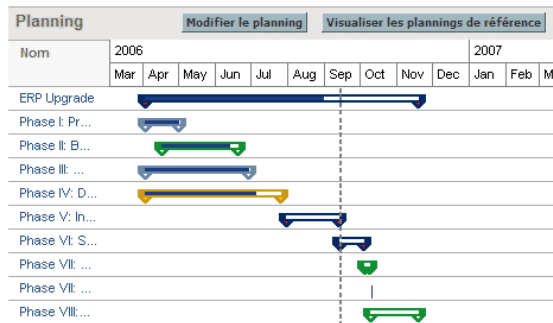 Planning Modifier le planning Visualiser les plannings de référence
Nom 2006 2007
Mar Apr May Jun Jul Aug Sep Oct Nov Dec Jan Feb M
ERP Upgrade
Phase I: Pr...
Phase II: B...
Phase III: ...
Phase IV: D...
Phase V: In...
Phase VI: S...
Phase VII: ...
Phase VII: ...
Phase VIII:...